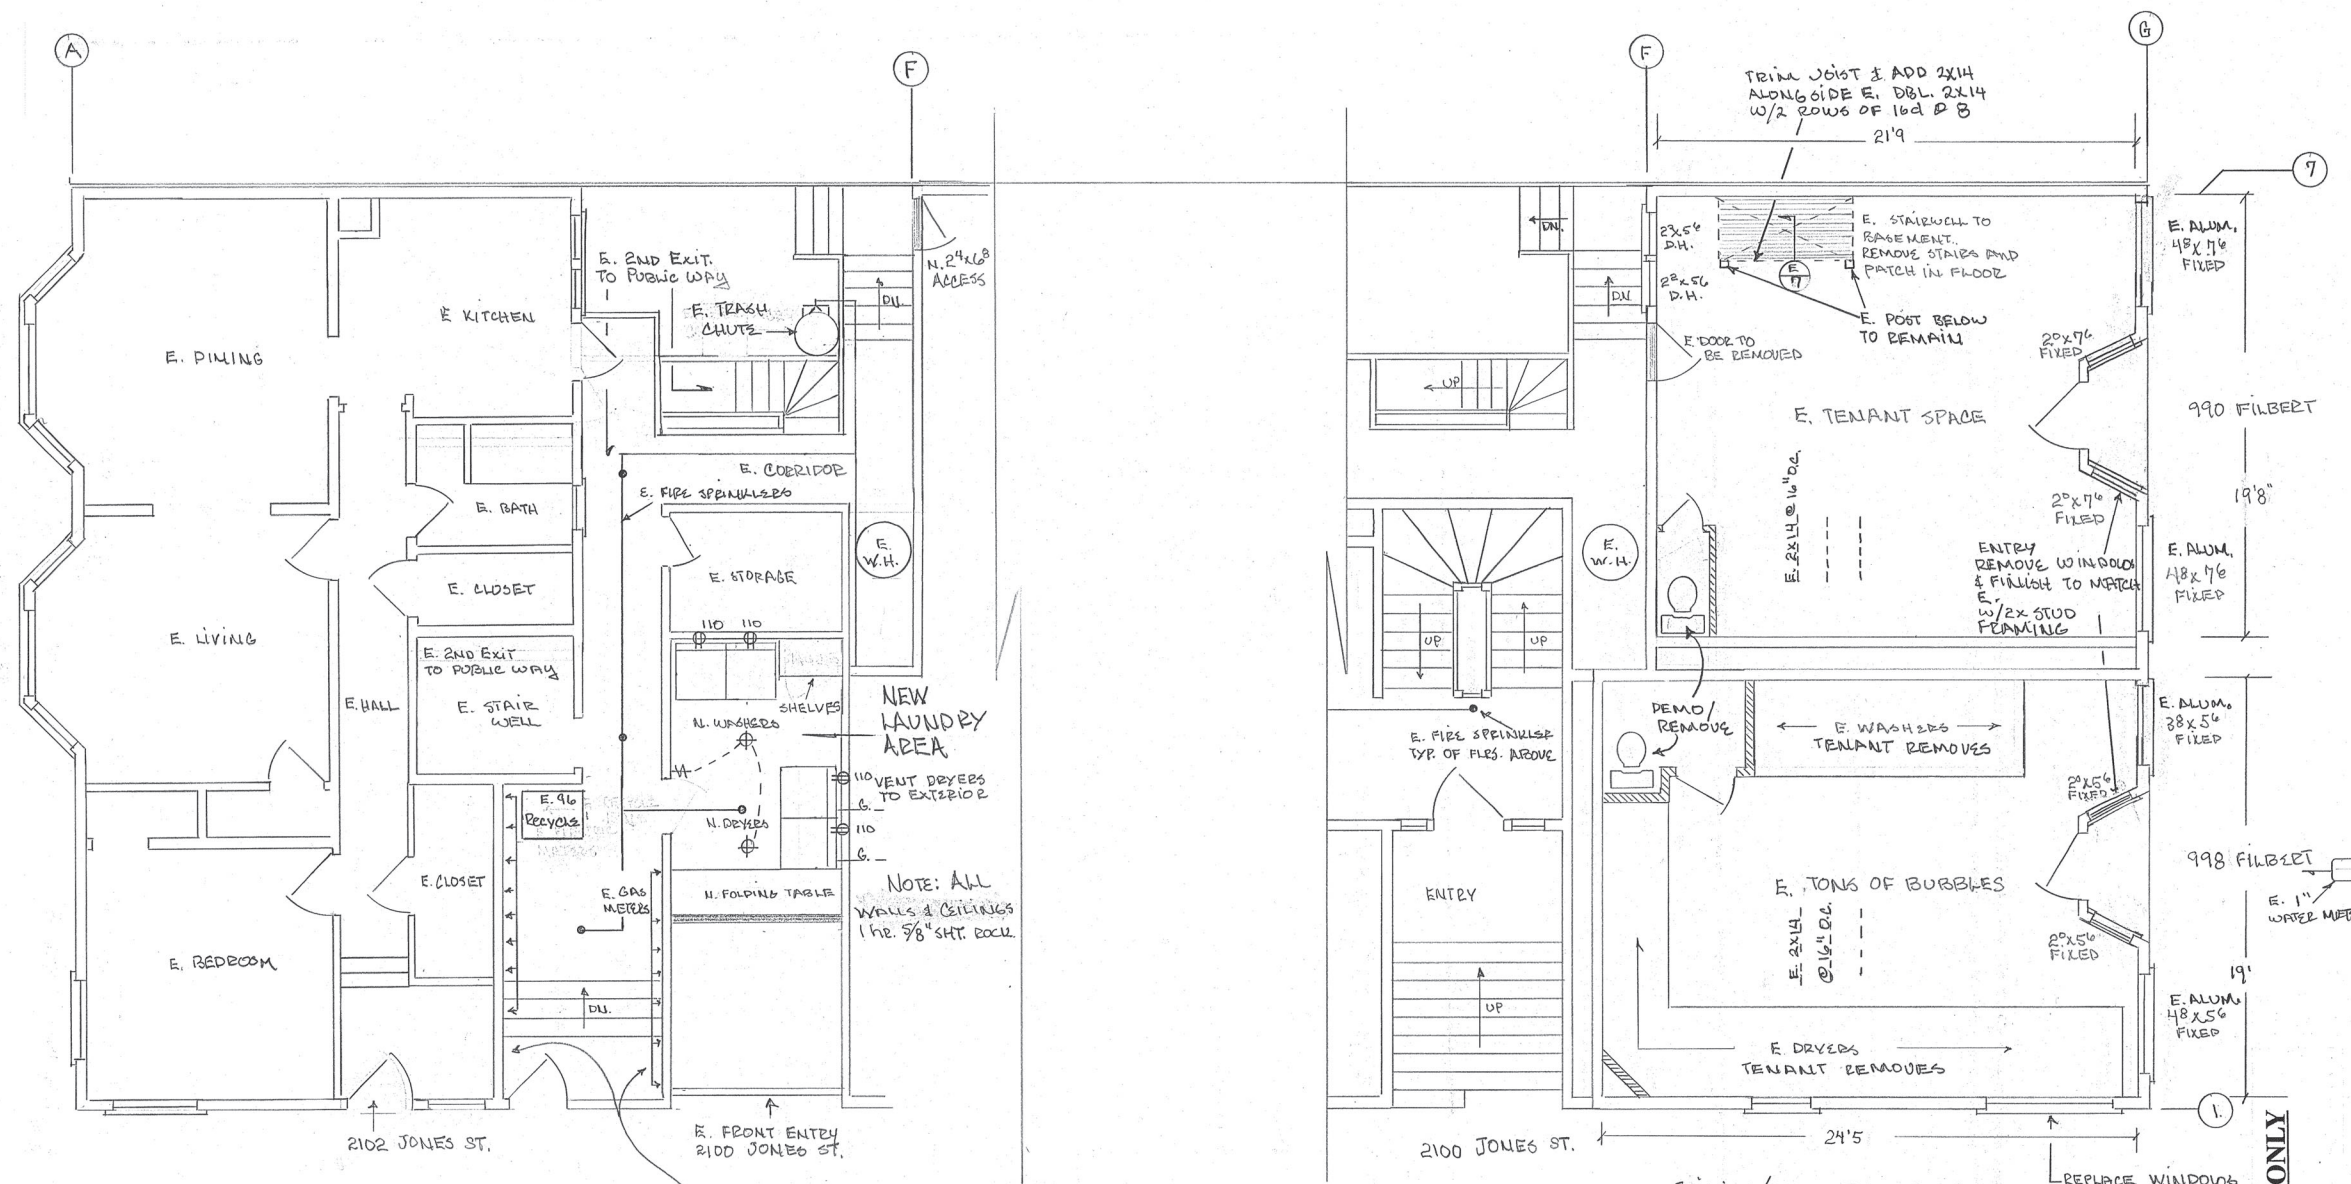 A
F
F
G
7
TRIM JOIST & ADD 2X14
ALONGSIDE E. DBL. 2X14
W/2 ROWS OF 16d @ 8
21'9
E. DINING
E KITCHEN
E. 2ND EXIT
TO PUBLIC WAY
E. TRASH
CHUTE
DN.
N. 2⁴x6⁸
ACCESS
E. CORRIDOR
E. FIRE SPRINKLERS
E. BATH
E. CLOSET
E. STORAGE
E.
W.H.
110 110
E. LIVING
E. HALL
E. 2ND EXIT
TO PUBLIC WAY
E. STAIR
WELL
N. WASHERS
SHELVES
NEW
LAUNDRY
AREA
110
VENT DRYERS
TO EXTERIOR
G.
N. DRYERS
110
G.
E. 96
RECYCLE
E. CLOSET
E. GAS
METERS
N. FOLDING TABLE
NOTE: ALL
WALLS & CEILINGS
1 hr. 5/8" SHT. ROCK.
E. BEDROOM
DN.
2102 JONES ST.
E. FRONT ENTRY
2100 JONES ST.
DN.
DN.
UP
2⁸x5⁶
D.H.
2²x5⁶
D.H.
E
7
E. STAIRWELL TO
BASEMENT.
REMOVE STAIRS AND
PATCH IN FLOOR
E. POST BELOW
TO REMAIN
E. DOOR TO
BE REMOVED
E. ALUM.
4⁸x7⁶
FIXED
2⁰x7⁶
FIXED
E. TENANT SPACE
990 FILBERT
19'8"
E. 2x14 @ 16" O.C.
2⁰x7⁶
FIXED
ENTRY
REMOVE WINDOWS
& FINISH TO MATCH
E.
W/2x STUD
FRAMING
E. ALUM.
4⁸x7⁶
FIXED
E.
W.H.
UP
UP
DEMO/
REMOVE
E. WASHERS
TENANT REMOVES
E. ALUM.
3⁸x5⁶
FIXED
E. FIRE SPRINKLER
TYP. OF FLRS. ABOVE
2⁰x5⁶
FIXED
998 FILBERT
E. 1"
WATER MET
ENTRY
UP
E. TONS OF BUBBLES
E. 2x14
@ 16" O.C.
2⁰x5⁶
FIXED
19'
E. ALUM.
4⁸x5⁶
FIXED
E. DRYERS
TENANT REMOVES
1.
2100 JONES ST.
24'5
REPLACE WINDOWS
ONLY